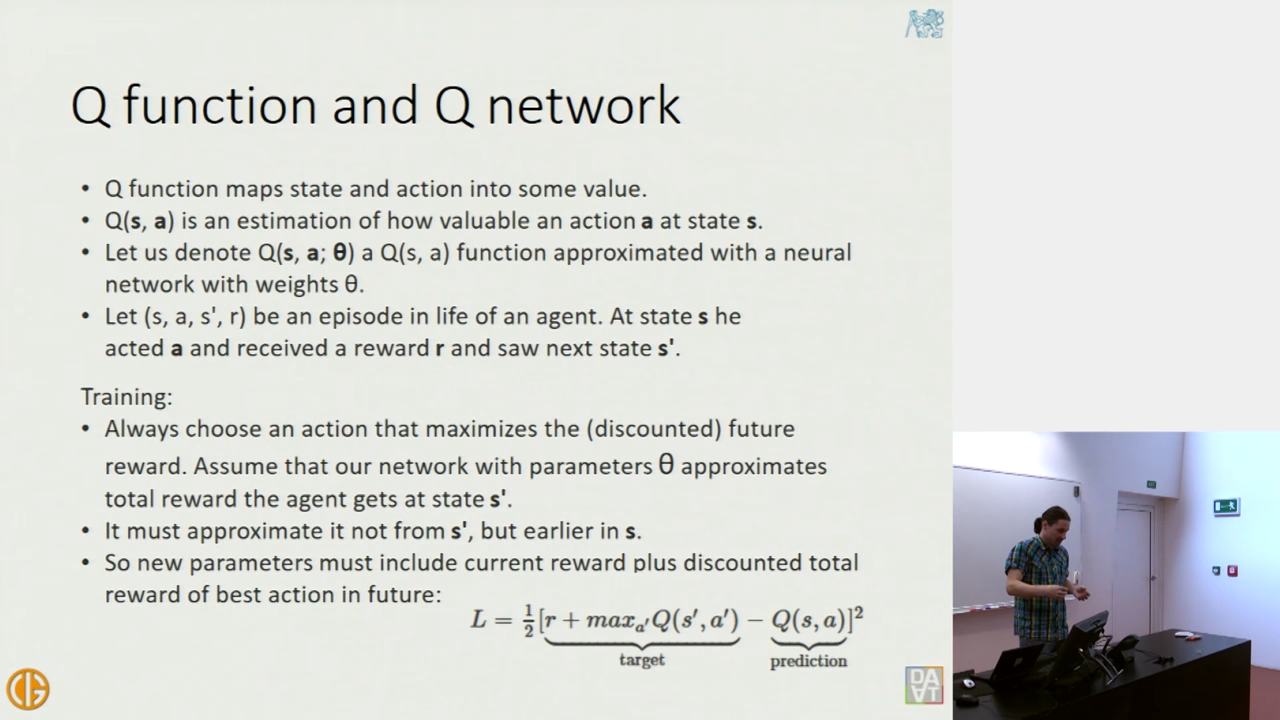 Q function and Q network
• Q function maps state and action into some value.
• Q(s, a) is an estimation of how valuable an action a at state s.
• Let us denote Q(s, a; θ) a Q(s, a) function approximated with a neural
network with weights θ.
• Let (s, a, s', r) be an episode in life of an agent. At state s he
acted a and received a reward r and saw next state s'.
Training:
• Always choose an action that maximizes the (discounted) future
reward. Assume that our network with parameters θ approximates
total reward the agent gets at state s'.
• It must approximate it not from s', but earlier in s.
• So new parameters must include current reward plus discounted total
reward of best action in future:
L = ½[r + maxₐ′Q(s′, a′) − Q(s, a)]²
target prediction
DAVT